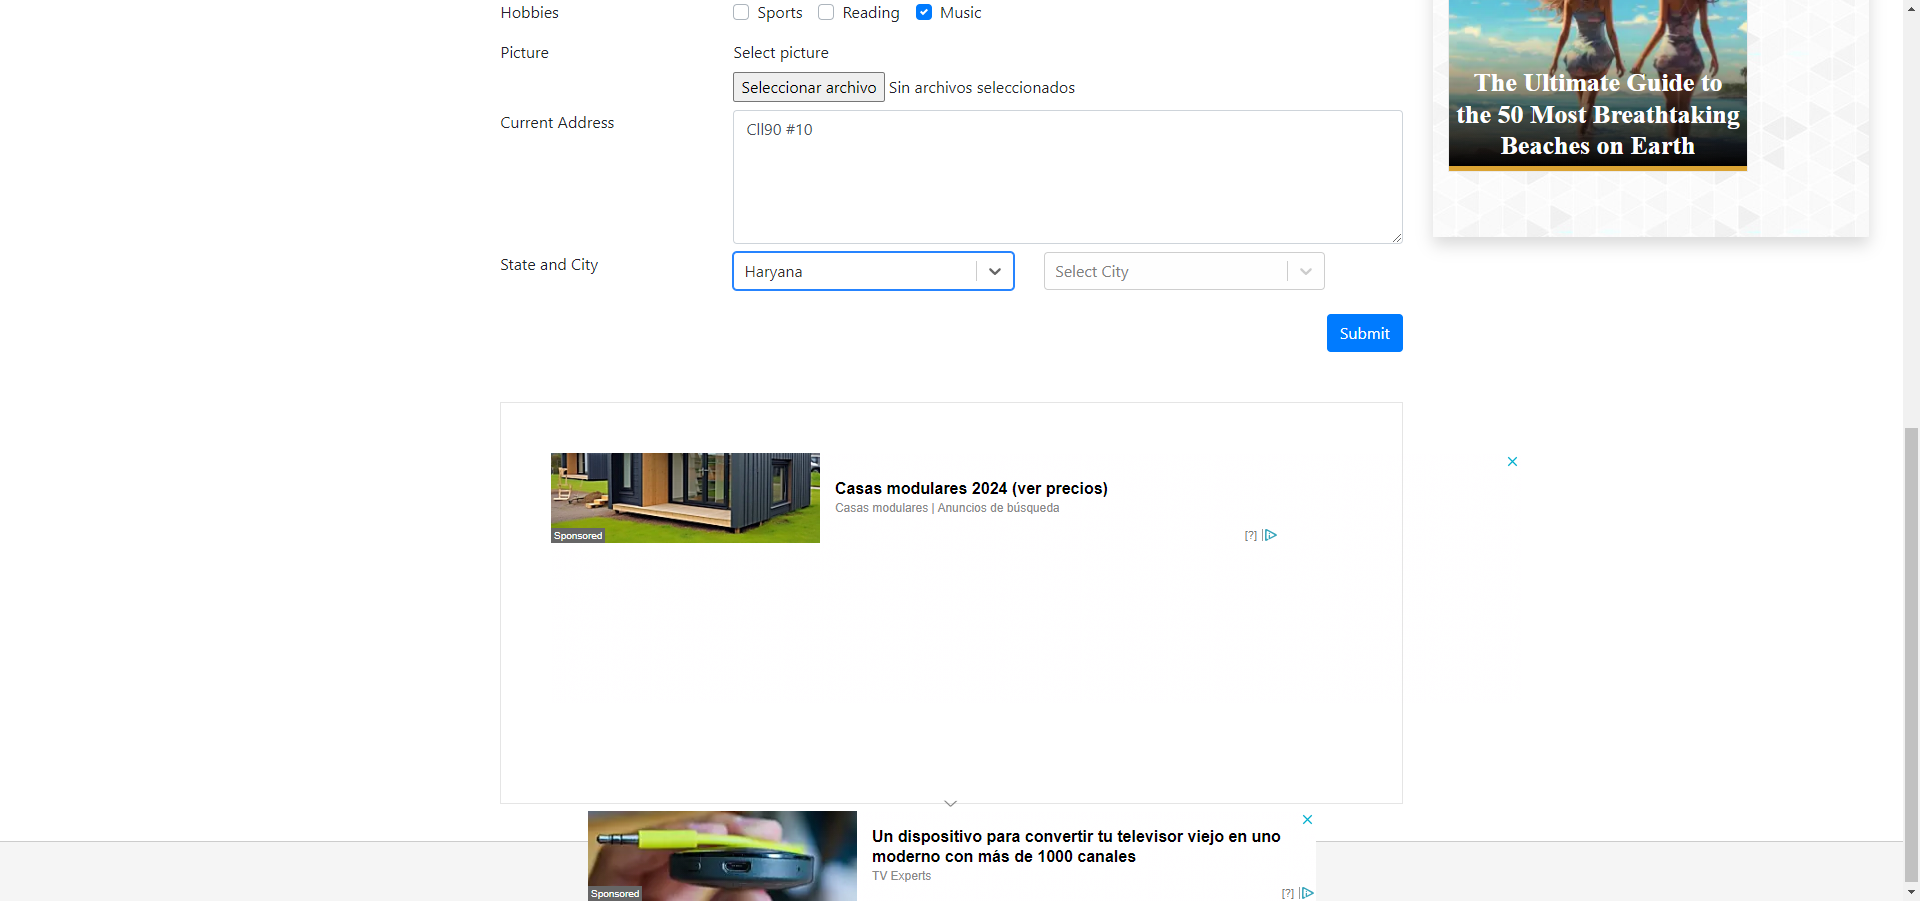 Hobbies
Sports
Reading
Music
Picture
Select picture
Seleccionar archivo Sin archivos seleccionados
Current Address
Cll90 #10
State and City
Haryana
Select City
Submit
The Ultimate Guide to
the 50 Most Breathtaking
Beaches on Earth
Sponsored
Casas modulares 2024 (ver precios)
Casas modulares | Anuncios de búsqueda
[?]
Sponsored
Un dispositivo para convertir tu televisor viejo en uno
moderno con más de 1000 canales
TV Experts
[?]